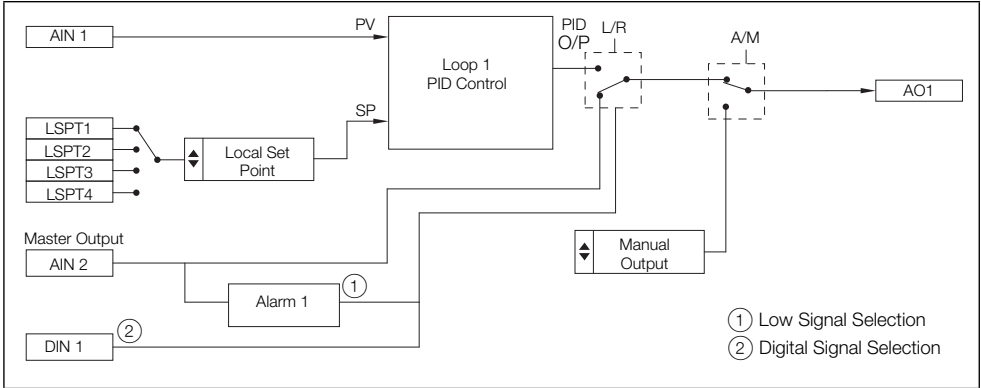 AIN 1
PV
Loop 1
PID Control
SP
PID
O/P
L/R
A/M
AO1
LSPT1
LSPT2
LSPT3
LSPT4
Local Set
Point
Master Output
AIN 2
Alarm 1
1
DIN 1
2
Manual
Output
1 Low Signal Selection
2 Digital Signal Selection